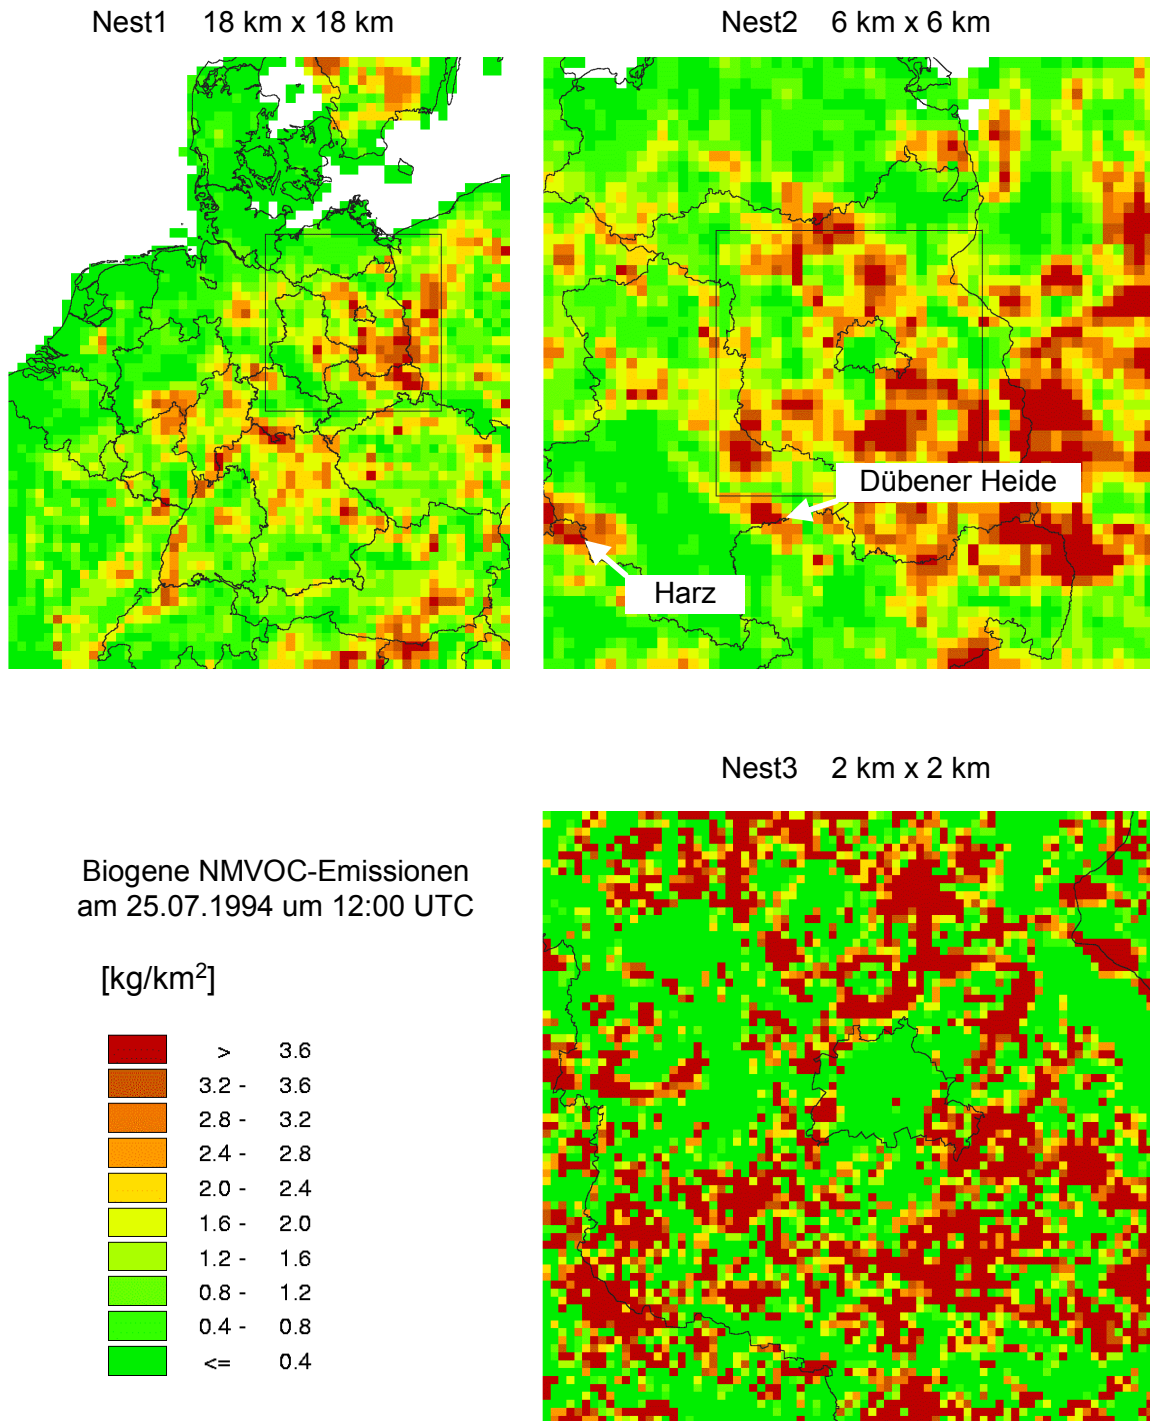 Nest1 18 km x 18 km
Nest2 6 km x 6 km
Dübener Heide
Harz
Nest3 2 km x 2 km
Biogene NMVOC-Emissionen
am 25.07.1994 um 12:00 UTC
[kg/km²]
> 3.6
3.2 - 3.6
2.8 - 3.2
2.4 - 2.8
2.0 - 2.4
1.6 - 2.0
1.2 - 1.6
0.8 - 1.2
0.4 - 0.8
<= 0.4